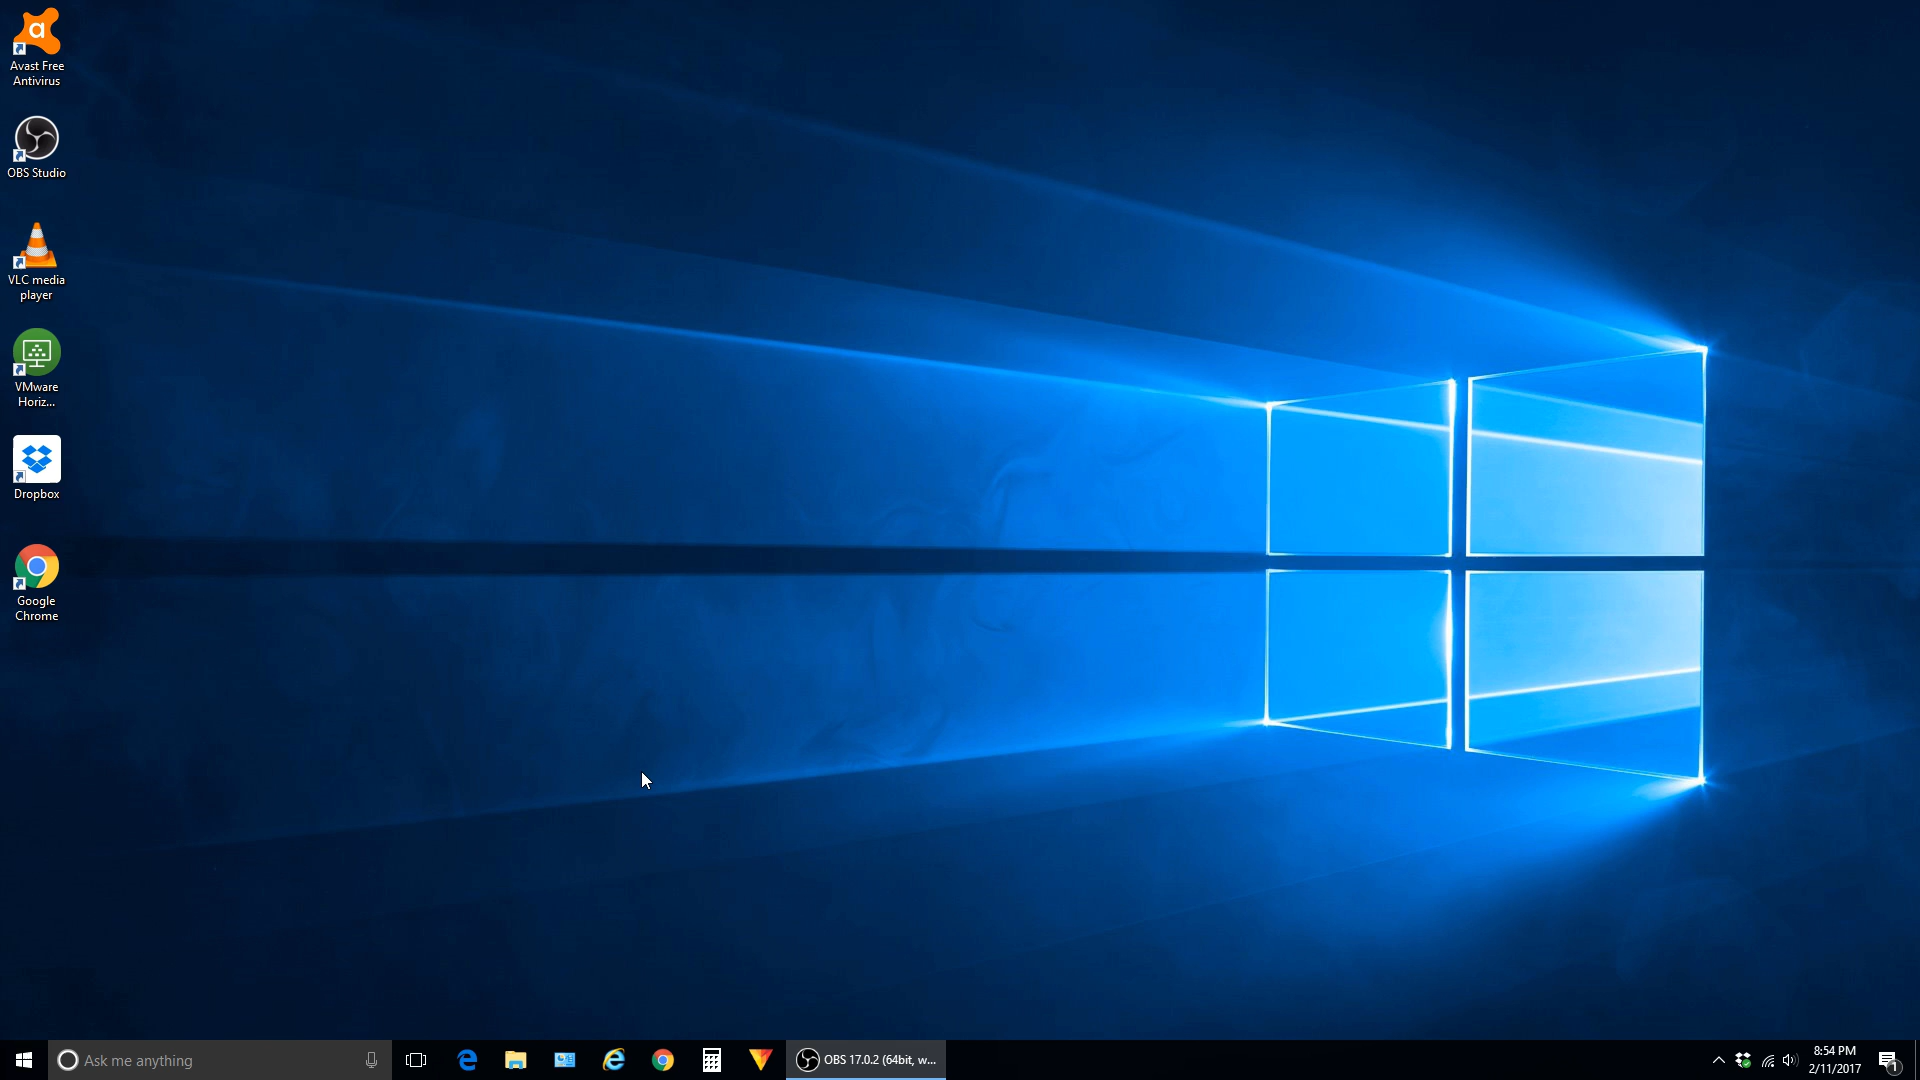 Avast Free
Antivirus
OBS Studio
VLC media
player
VMware
Horiz...
Dropbox
Google
Chrome
Ask me anything
OBS 17.0.2 (64bit, w...
8:54 PM
2/11/2017
1